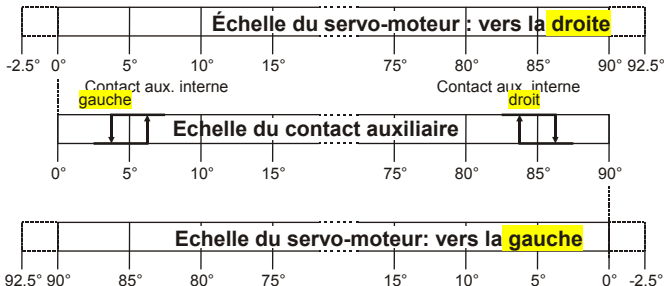 Échelle du servo-moteur : vers la droite
-2.5° 0° 5° 10° 15° 75° 80° 85° 90° 92.5°
Contact aux. interne Contact aux. interne
gauche droit
Echelle du contact auxiliaire
0° 5° 10° 15° 75° 80° 85° 90°
Echelle du servo-moteur: vers la gauche
92.5° 90° 85° 80° 75° 15° 10° 5° 0° -2.5°